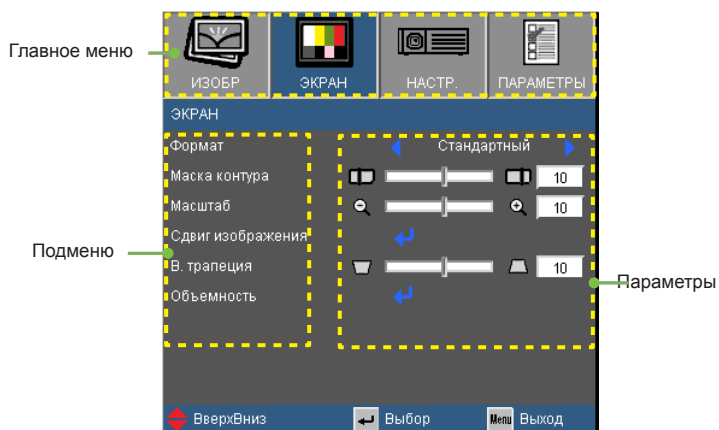 Главное меню
ИЗОБР ЭКРАН НАСТР. ПАРАМЕТРЫ
ЭКРАН
Формат Стандартный
Маска контура 10
Масштаб 10
Сдвиг изображения
Подменю
В. трапеция 10
Параметры
Объемность
ВверхВниз Выбор Menu Выход